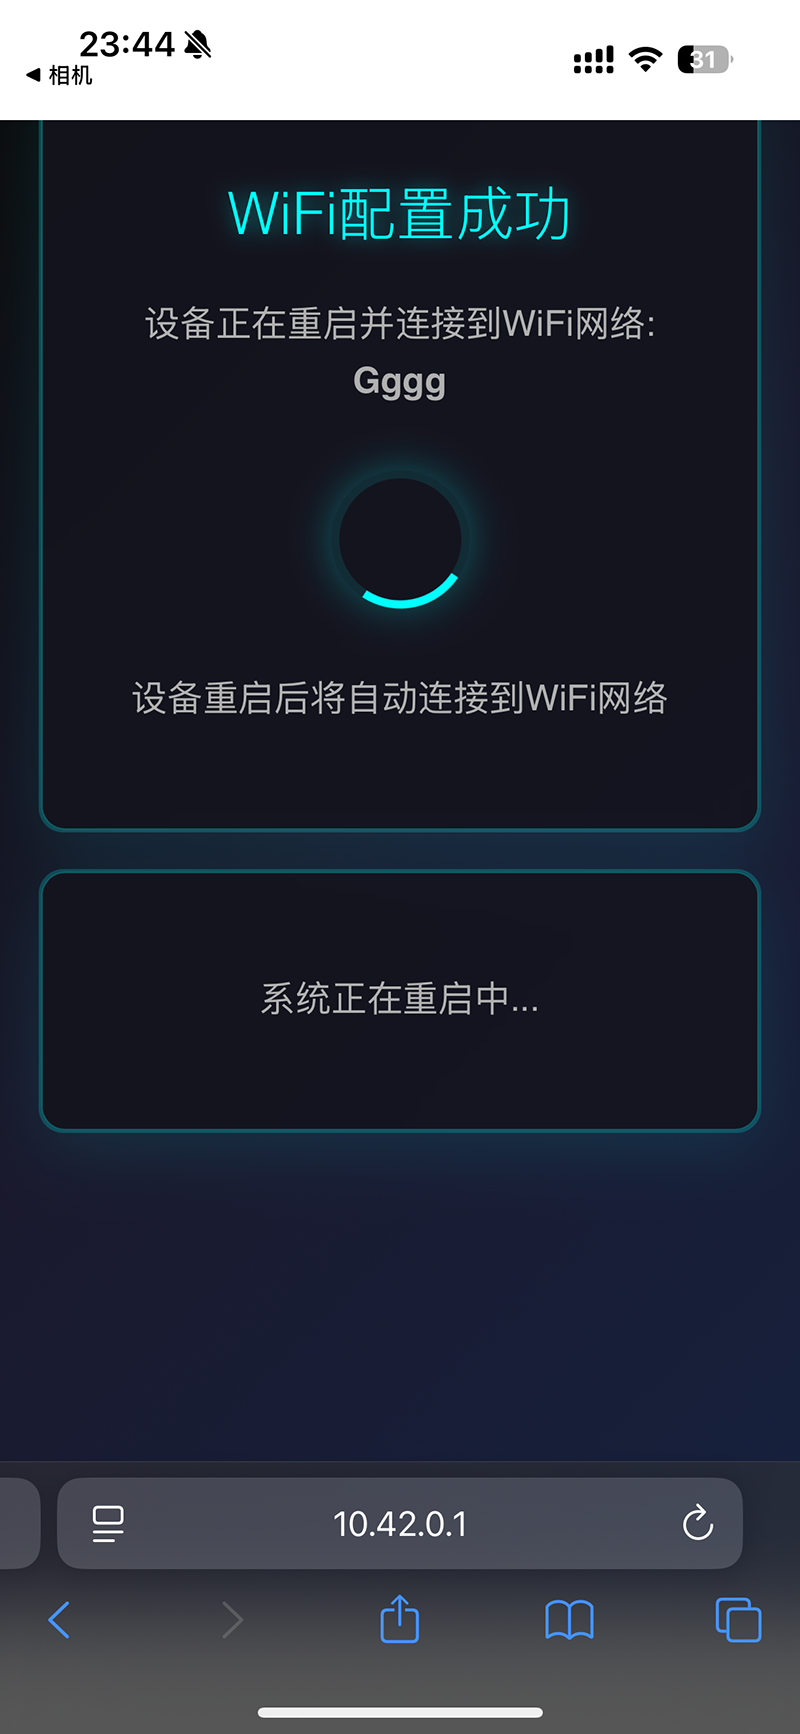 23:44
31
◀ 相机
WiFi配置成功
设备正在重启并连接到WiFi网络:
Gggg
设备重启后将自动连接到WiFi网络
系统正在重启中...
10.42.0.1